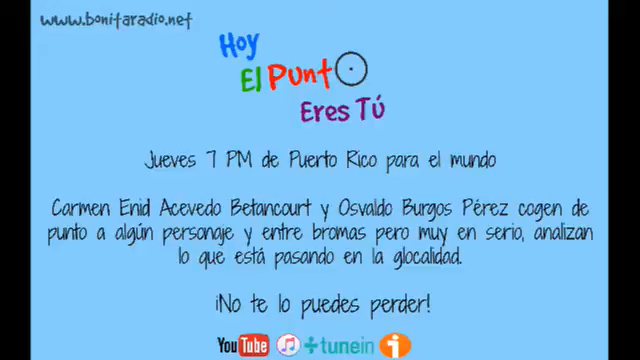 www.bonitaradio.net
Hoy
El Punto
Eres Tú
Jueves 7 PM de Puerto Rico para el mundo
Carmen Enid Acevedo Betancourt y Osvaldo Burgos Pérez cogen de
punto a algún personaje y entre bromas pero muy en serio, analizan
lo que está pasando en la glocalidad.
¡No te lo puedes perder!
YouTube +tunein i